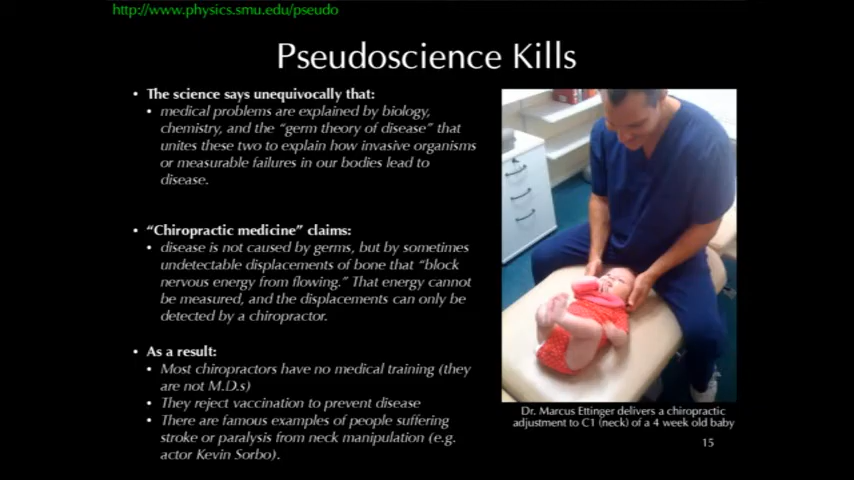 http://www.physics.smu.edu/pseudo
Pseudoscience Kills
• The science says unequivocally that:
• medical problems are explained by biology,
chemistry, and the “germ theory of disease” that
unites these two to explain how invasive organisms
or measurable failures in our bodies lead to
disease.
• “Chiropractic medicine” claims:
• disease is not caused by germs, but by sometimes
undetectable displacements of bone that “block
nervous energy from flowing.” That energy cannot
be measured, and the displacements can only be
detected by a chiropractor.
• As a result:
• Most chiropractors have no medical training (they
are not M.D.s)
• They reject vaccination to prevent disease
• There are famous examples of people suffering
stroke or paralysis from neck manipulation (e.g.
actor Kevin Sorbo).
Dr. Marcus Ettinger delivers a chiropractic
adjustment to C1 (neck) of a 4 week old baby
15